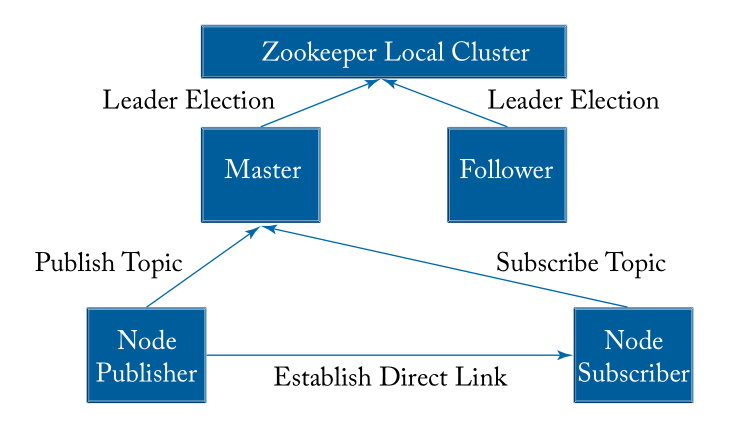 Zookeeper Local Cluster
Leader Election
Leader Election
Master
Follower
Publish Topic
Subscribe Topic
Node
Publisher
Node
Subscriber
Establish Direct Link